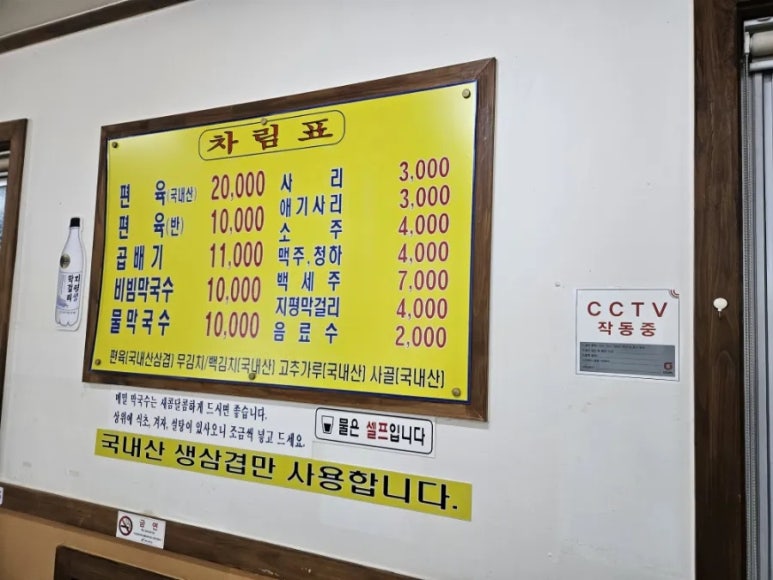 차림표
편 육(국내산) 20,000
편 육(반) 10,000
곱배기 11,000
비빔막국수 10,000
물막국수 10,000
사 리 3,000
애기사리 3,000
소 주 4,000
맥주,청하 4,000
백세주 7,000
지평막걸리 4,000
음료수 2,000
편육(국내산삼겹) 무김치/백김치(국내산) 고추가루(국내산) 사골(국내산)
메밀 막국수는 새콤달콤하게 드시면 좋습니다.
상위에 식초, 겨자, 설탕이 있사오니 조금씩 넣고 드세요.
물은 셀프입니다
국내산 생삼겹만 사용합니다.
금 연
CCTV
작동중